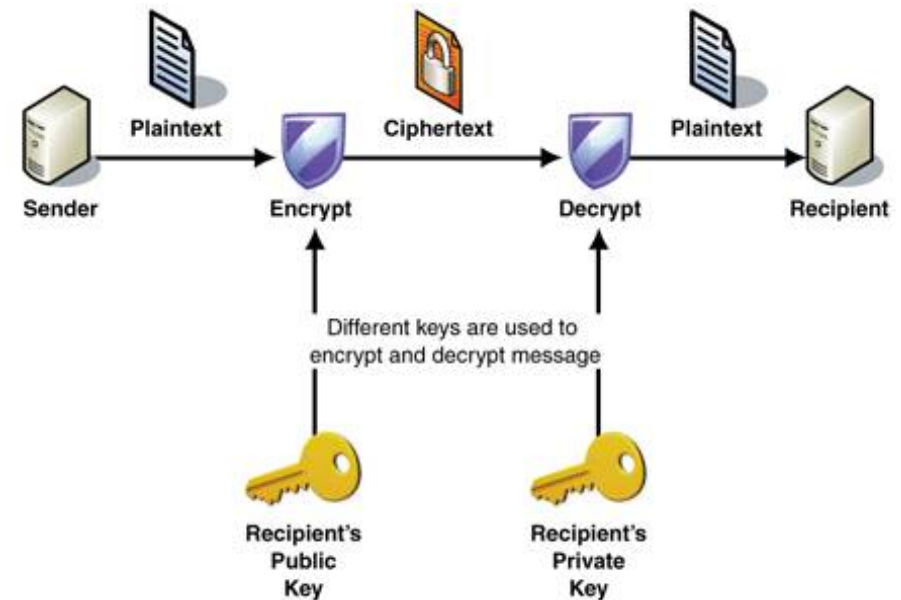 Plaintext
Ciphertext
Plaintext
Sender
Encrypt
Decrypt
Recipient
Different keys are used to
encrypt and decrypt message
Recipient's
Public
Key
Recipient's
Private
Key